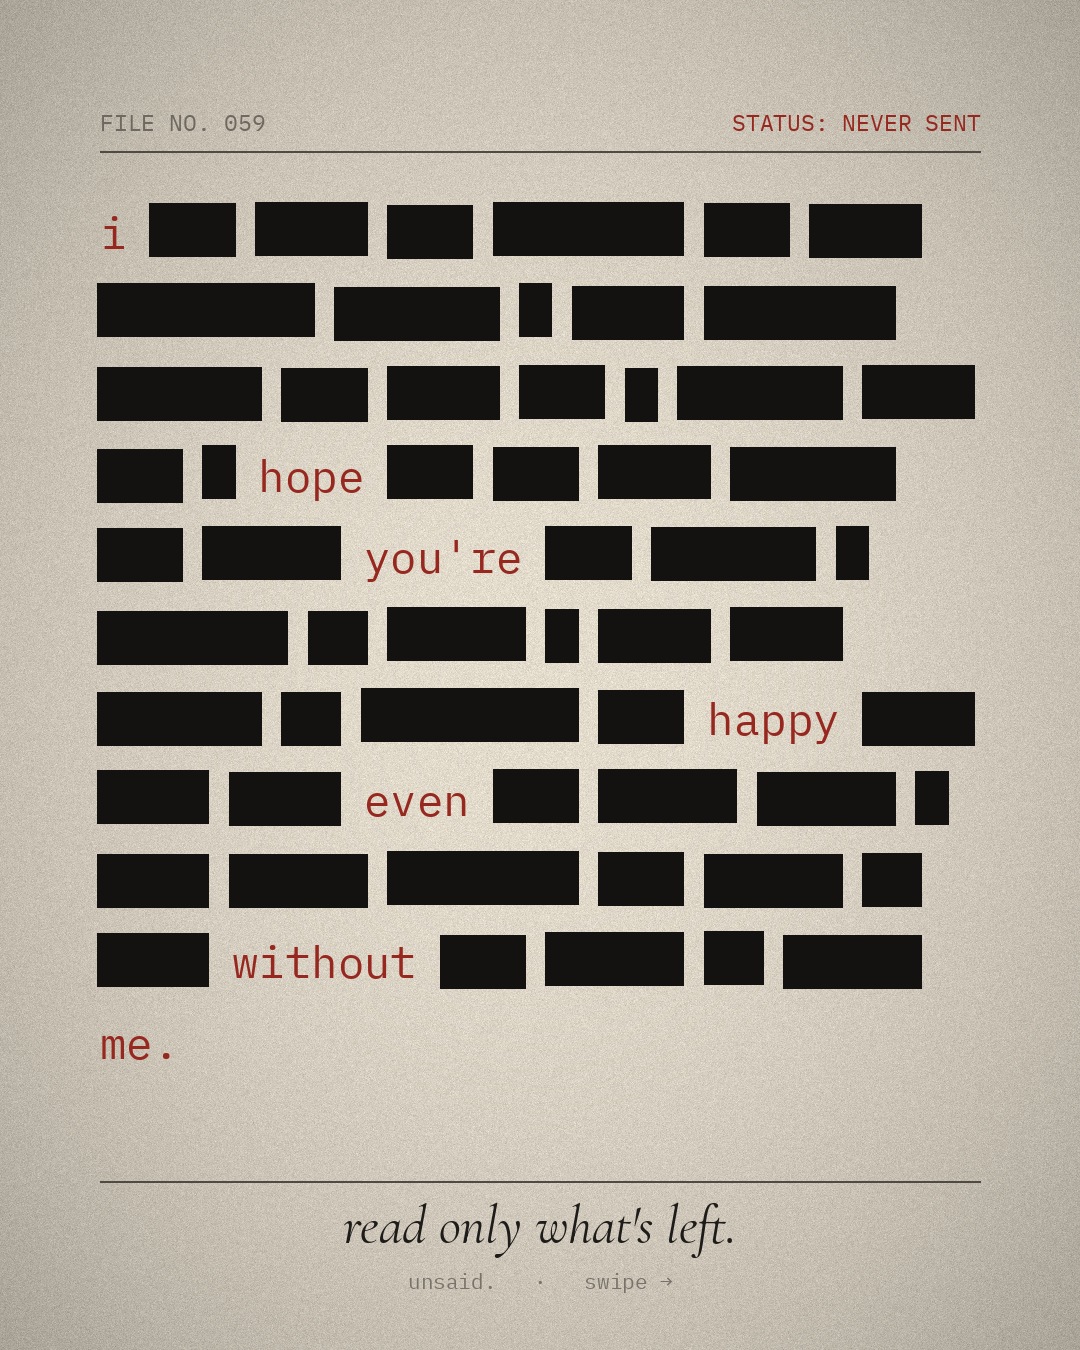 FILE NO. 059 STATUS: NEVER SENT
i
hope
you're
happy
even
without
me.
read only what's left.
unsaid. · swipe →